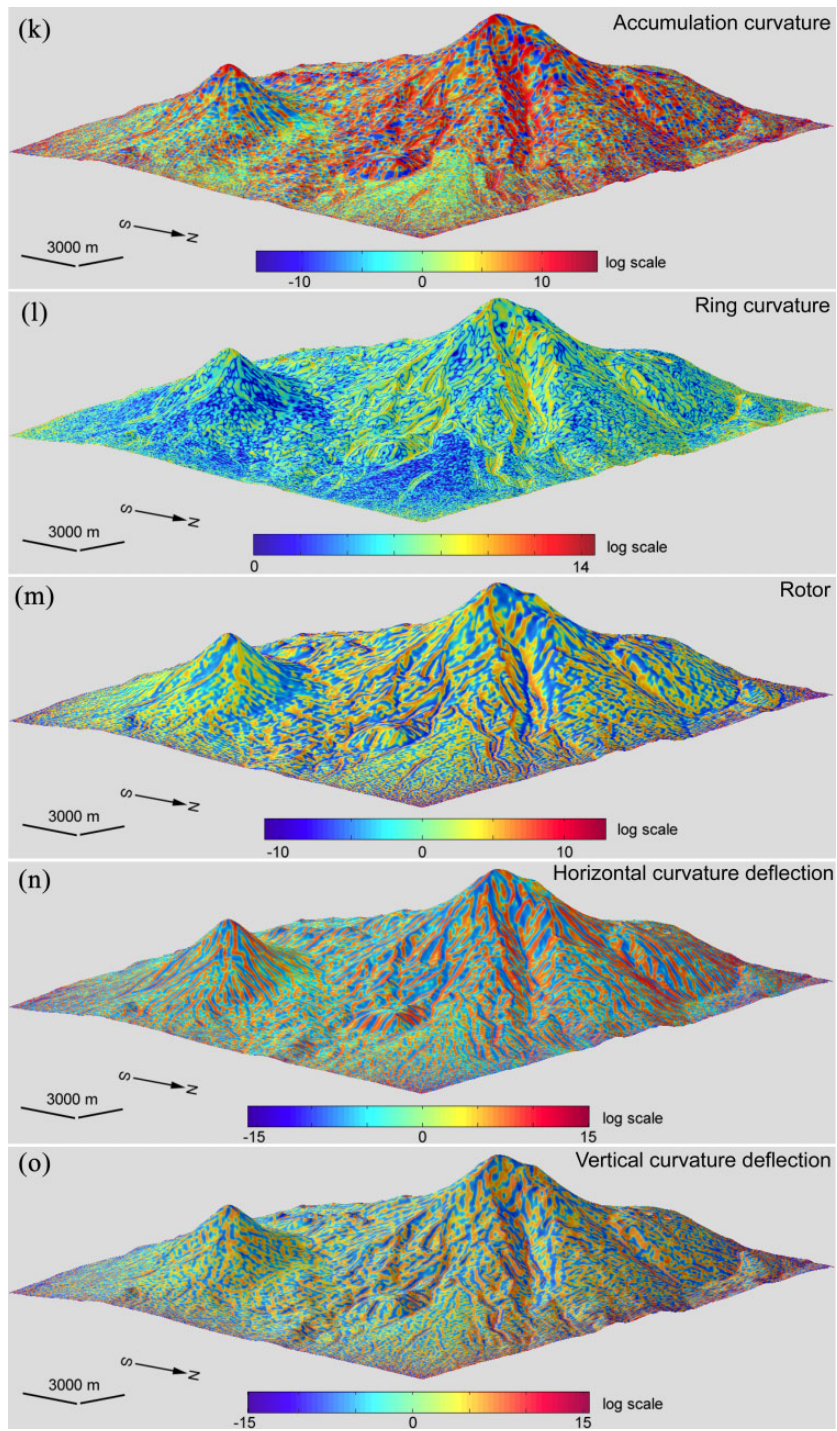 (k)
Accumulation curvature
S
N
3000 m
-10 0 10
log scale
(l)
Ring curvature
S
N
3000 m
0 14
log scale
(m)
Rotor
S
N
3000 m
-10 0 10
log scale
(n)
Horizontal curvature deflection
S
N
3000 m
-15 0 15
log scale
(o)
Vertical curvature deflection
S
N
3000 m
-15 0 15
log scale